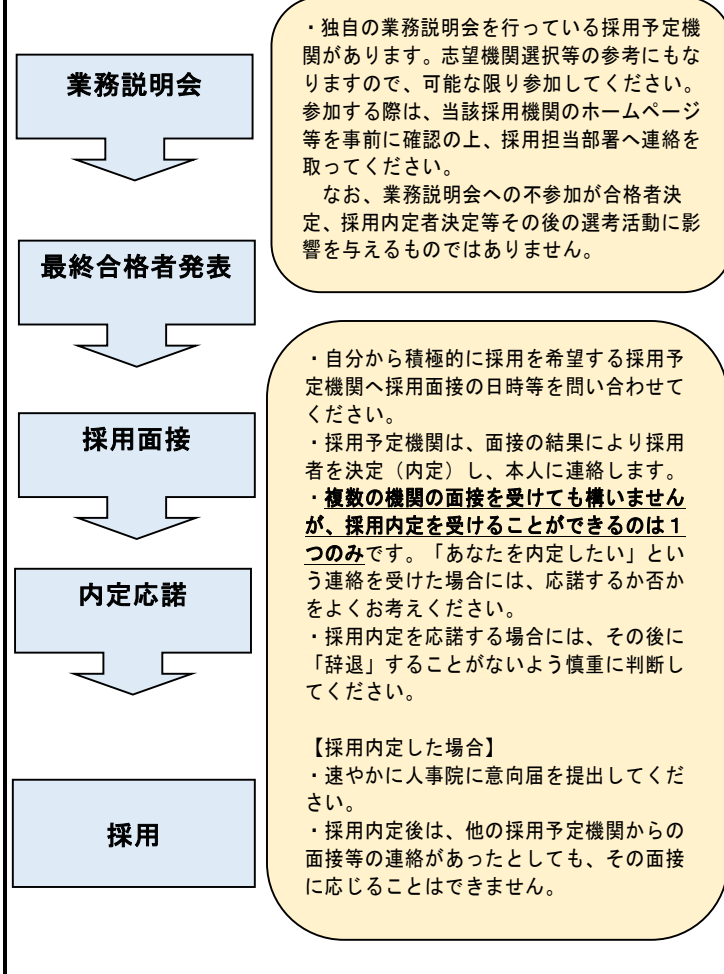 業務説明会
・独自の業務説明会を行っている採用予定機
関があります。志望機関選択等の参考にもな
りますので、可能な限り参加してください。
参加する際は、当該採用機関のホームページ
等を事前に確認の上、採用担当部署へ連絡を
取ってください。
　なお、業務説明会への不参加が合格者決
定、採用内定者決定等その後の選考活動に影
響を与えるものではありません。
最終合格者発表
採用面接
・自分から積極的に採用を希望する採用予
定機関へ採用面接の日時等を問い合わせて
ください。
・採用予定機関は、面接の結果により採用
者を決定（内定）し、本人に連絡します。
・複数の機関の面接を受けても構いません
が、採用内定を受けることができるのは１
つのみです。「あなたを内定したい」とい
う連絡を受けた場合には、応諾するか否か
をよくお考えください。
・採用内定を応諾する場合には、その後に
「辞退」することがないよう慎重に判断し
てください。
内定応諾
【採用内定した場合】
・速やかに人事院に意向届を提出してくだ
さい。
・採用内定後は、他の採用予定機関からの
面接等の連絡があったとしても、その面接
に応じることはできません。
採用